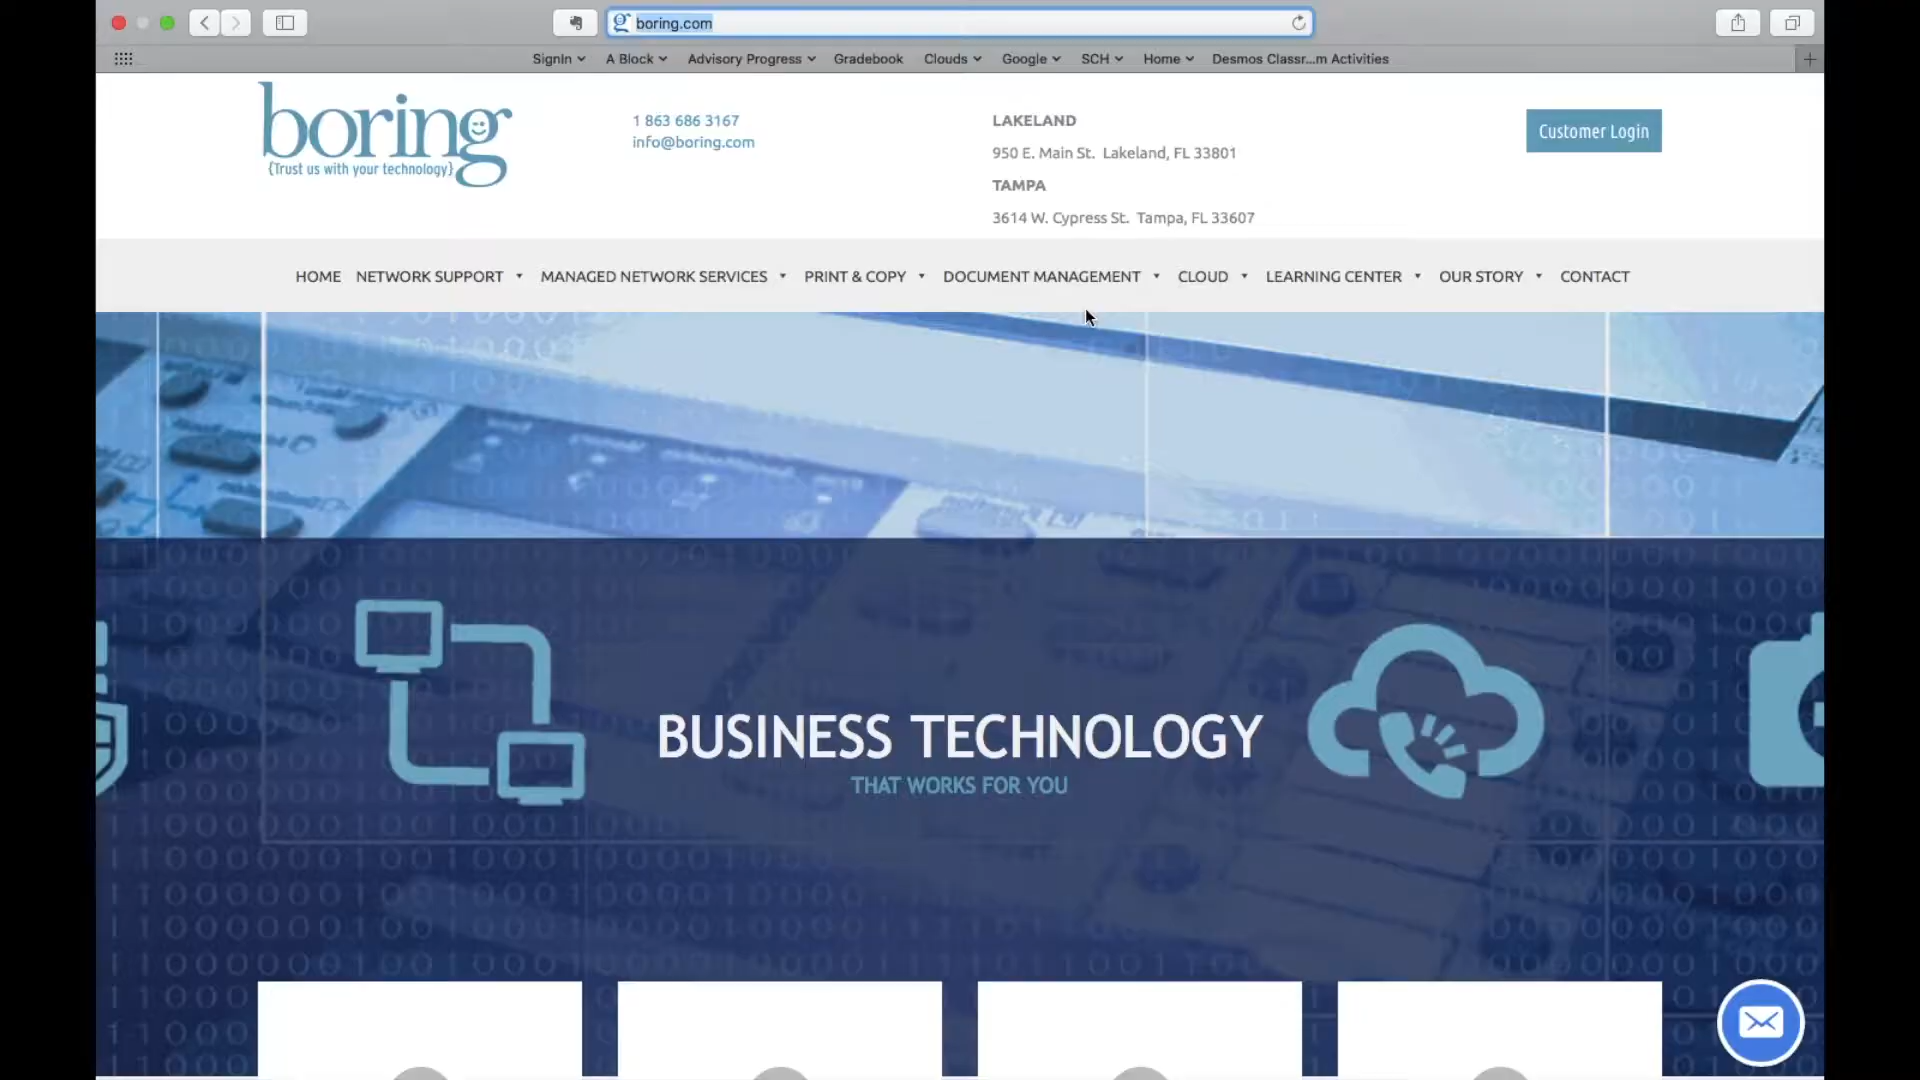 boring.com
SignIn A Block Advisory Progress Gradebook Clouds Google SCH Home Desmos Classr...m Activities
boring
{Trust us with your technology}
1 863 686 3167
info@boring.com
LAKELAND
950 E. Main St. Lakeland, FL 33801
TAMPA
3614 W. Cypress St. Tampa, FL 33607
Customer Login
HOME NETWORK SUPPORT MANAGED NETWORK SERVICES PRINT & COPY DOCUMENT MANAGEMENT CLOUD LEARNING CENTER OUR STORY CONTACT
BUSINESS TECHNOLOGY
THAT WORKS FOR YOU